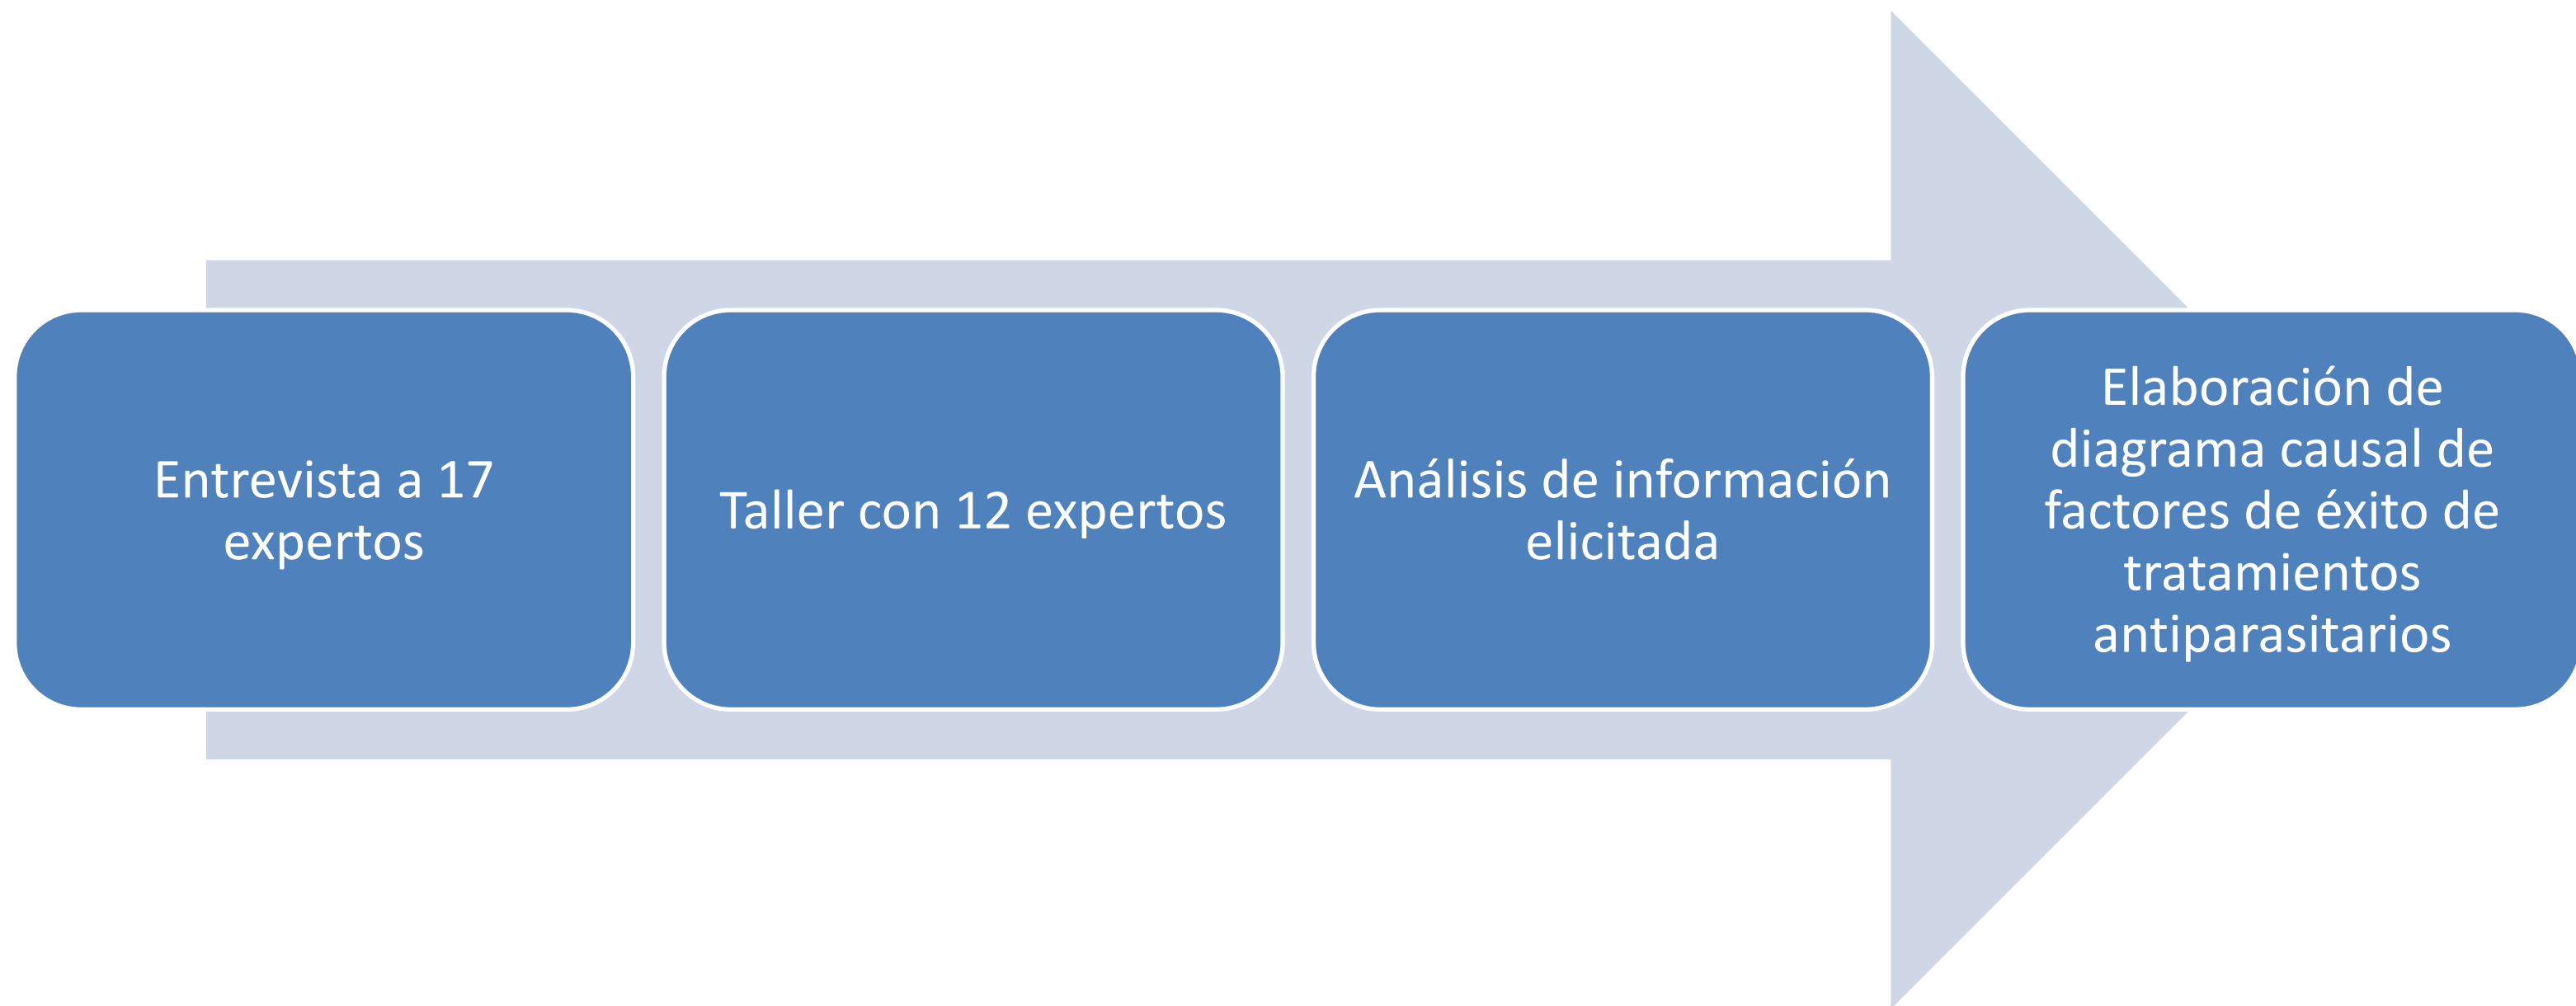 Entrevista a 17
expertos
Taller con 12 expertos
Análisis de información
elicitada
Elaboración de
diagrama causal de
factores de éxito de
tratamientos
antiparasitarios